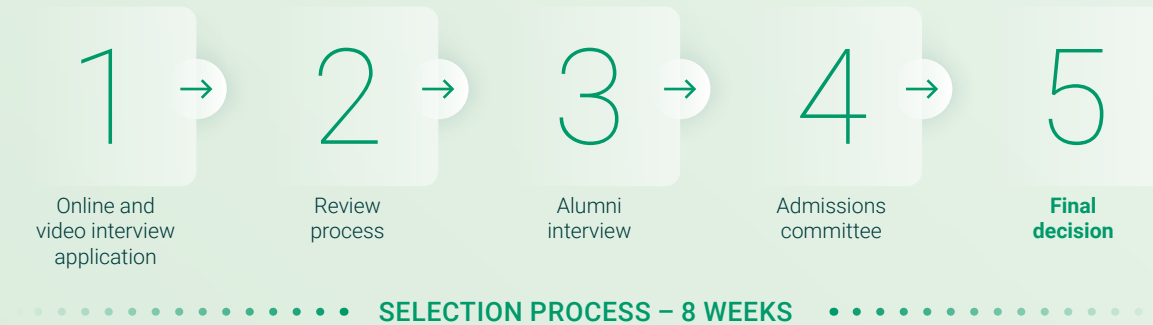 1
2
3
4
5
Online and
video interview
application
Review
process
Alumni
interview
Admissions
committee
Final
decision
SELECTION PROCESS – 8 WEEKS